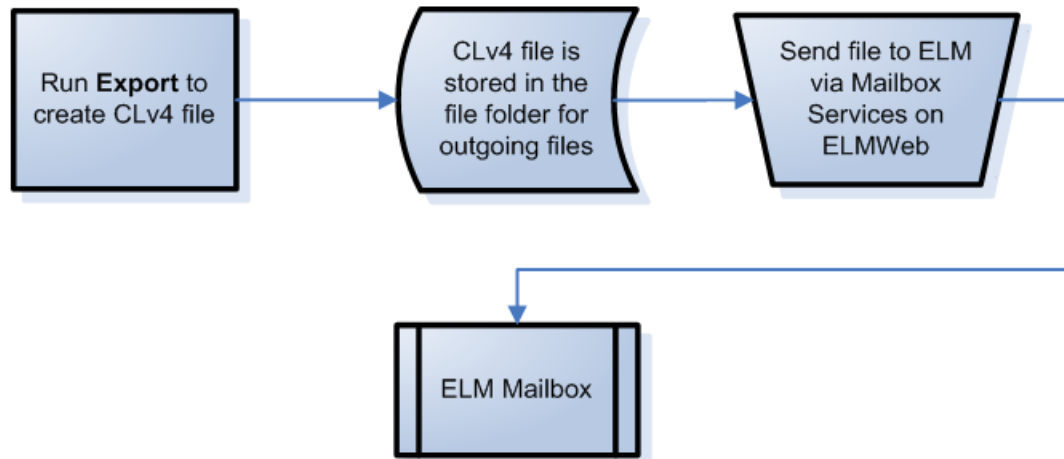 Run Export to
create CLv4 file
CLv4 file is
stored in the
file folder for
outgoing files
Send file to ELM
via Mailbox
Services on
ELMWeb
ELM Mailbox